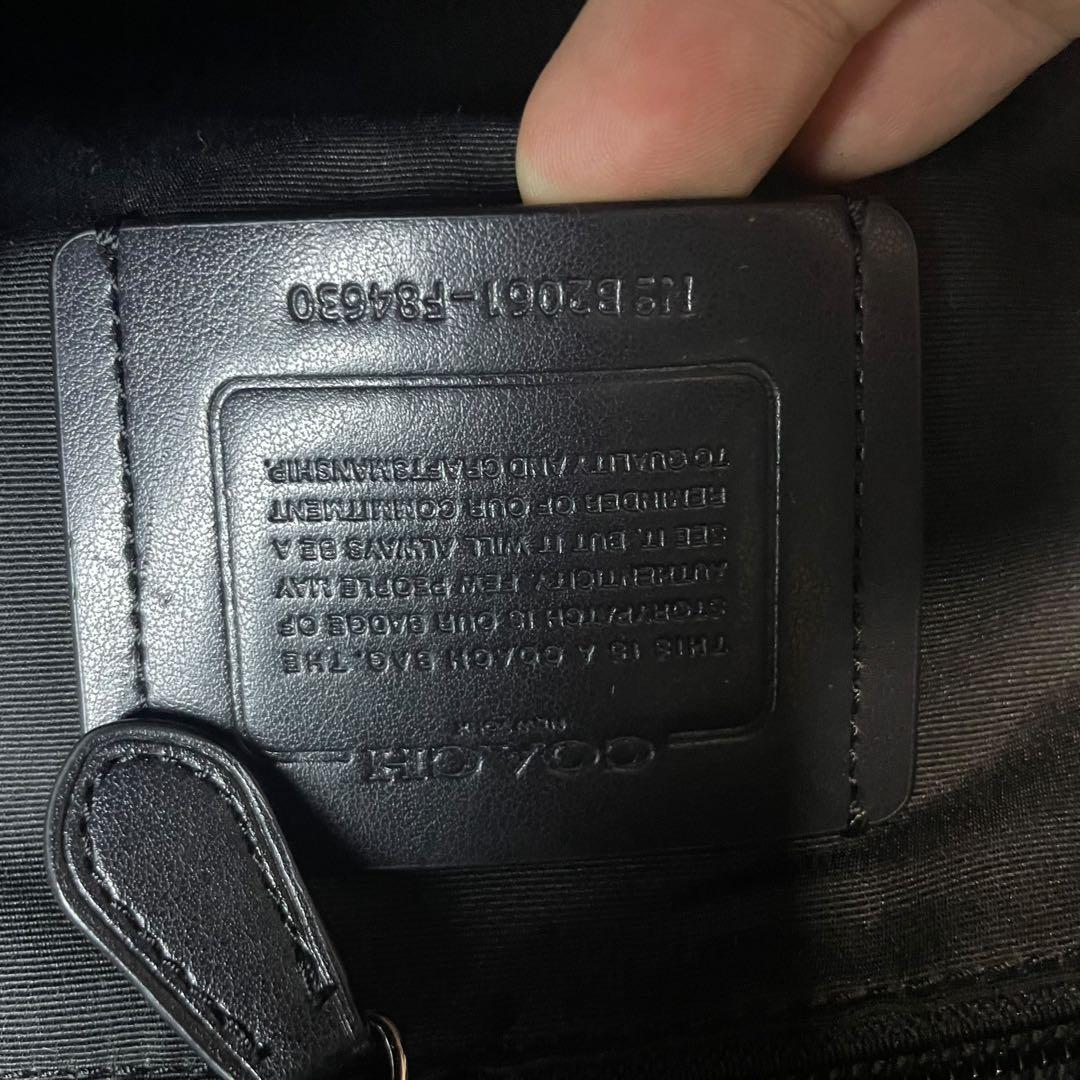 COACH
NEW YORK
THIS IS A COACH BAG. THE
STORYPATCH IS OUR BADGE OF
AUTHENTICITY. FEW PEOPLE MAY
SEE IT, BUT IT WILL ALWAYS BE A
REMINDER OF OUR COMMITMENT
TO QUALITY AND CRAFTSMANSHIP.
Nº B2061-F84630